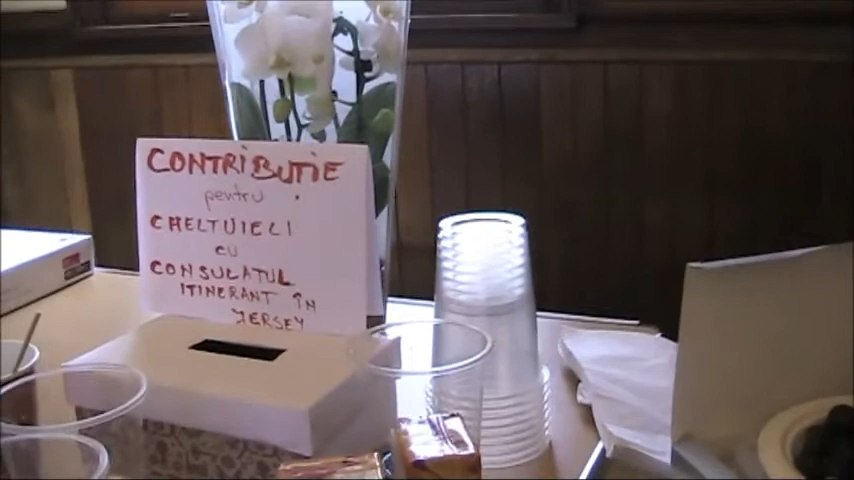 CONTRIBUTIE
pentru
CHELTUIELI
cu
CONSULATUL
ITINERANT ÎN
JERSEY